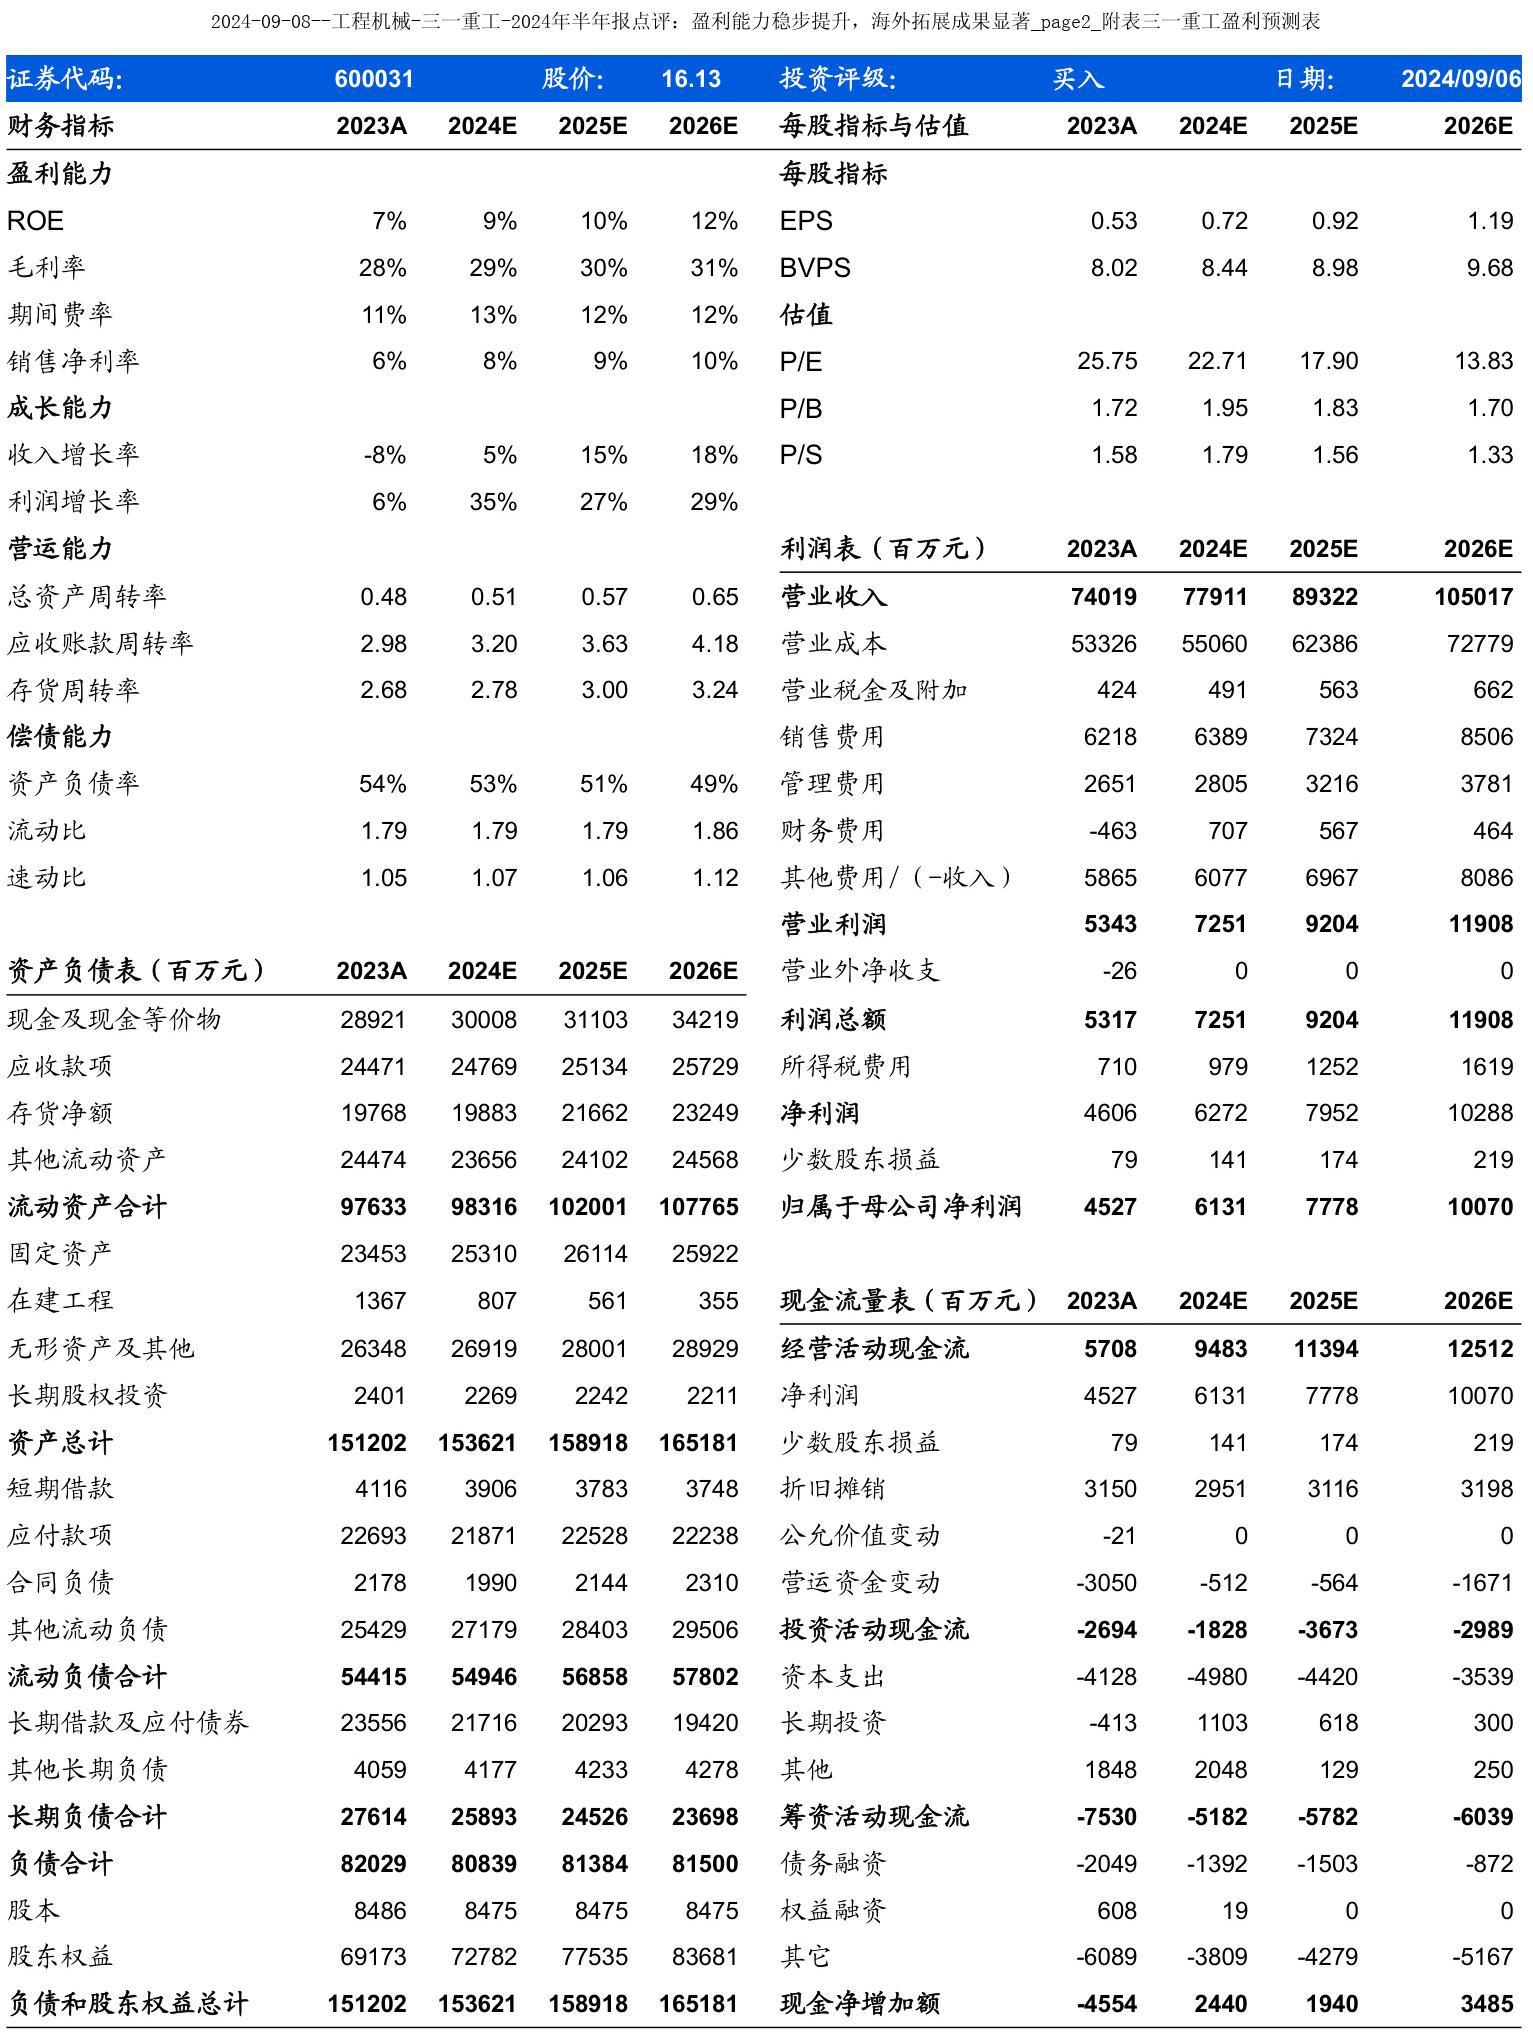 2024-09-08--工程机械-三一重工-2024年半年报点评：盈利能力稳步提升，海外拓展成果显著_page2_附表三一重工盈利预测表
证券代码： 600031 股价： 16.13 投资评级： 买入 日期： 2024/09/06
财务指标 2023A 2024E 2025E 2026E 每股指标与估值 2023A 2024E 2025E 2026E
盈利能力 每股指标
ROE 7% 9% 10% 12% EPS 0.53 0.72 0.92 1.19
毛利率 28% 29% 30% 31% BVPS 8.02 8.44 8.98 9.68
期间费率 11% 13% 12% 12% 估值
销售净利率 6% 8% 9% 10% P/E 25.75 22.71 17.90 13.83
成长能力 P/B 1.72 1.95 1.83 1.70
收入增长率 -8% 5% 15% 18% P/S 1.58 1.79 1.56 1.33
利润增长率 6% 35% 27% 29%
营运能力 利润表（百万元） 2023A 2024E 2025E 2026E
总资产周转率 0.48 0.51 0.57 0.65 营业收入 74019 77911 89322 105017
应收账款周转率 2.98 3.20 3.63 4.18 营业成本 53326 55060 62386 72779
存货周转率 2.68 2.78 3.00 3.24 营业税金及附加 424 491 563 662
偿债能力 销售费用 6218 6389 7324 8506
资产负债率 54% 53% 51% 49% 管理费用 2651 2805 3216 3781
流动比 1.79 1.79 1.79 1.86 财务费用 -463 707 567 464
速动比 1.05 1.07 1.06 1.12 其他费用/（-收入） 5865 6077 6967 8086
营业利润 5343 7251 9204 11908
资产负债表（百万元） 2023A 2024E 2025E 2026E 营业外净收支 -26 0 0 0
现金及现金等价物 28921 30008 31103 34219 利润总额 5317 7251 9204 11908
应收款项 24471 24769 25134 25729 所得税费用 710 979 1252 1619
存货净额 19768 19883 21662 23249 净利润 4606 6272 7952 10288
其他流动资产 24474 23656 24102 24568 少数股东损益 79 141 174 219
流动资产合计 97633 98316 102001 107765 归属于母公司净利润 4527 6131 7778 10070
固定资产 23453 25310 26114 25922
在建工程 1367 807 561 355 现金流量表（百万元） 2023A 2024E 2025E 2026E
无形资产及其他 26348 26919 28001 28929 经营活动现金流 5708 9483 11394 12512
长期股权投资 2401 2269 2242 2211 净利润 4527 6131 7778 10070
资产总计 151202 153621 158918 165181 少数股东损益 79 141 174 219
短期借款 4116 3906 3783 3748 折旧摊销 3150 2951 3116 3198
应付款项 22693 21871 22528 22238 公允价值变动 -21 0 0 0
合同负债 2178 1990 2144 2310 营运资金变动 -3050 -512 -564 -1671
其他流动负债 25429 27179 28403 29506 投资活动现金流 -2694 -1828 -3673 -2989
流动负债合计 54415 54946 56858 57802 资本支出 -4128 -4980 -4420 -3539
长期借款及应付债券 23556 21716 20293 19420 长期投资 -413 1103 618 300
其他长期负债 4059 4177 4233 4278 其他 1848 2048 129 250
长期负债合计 27614 25893 24526 23698 筹资活动现金流 -7530 -5182 -5782 -6039
负债合计 82029 80839 81384 81500 债务融资 -2049 -1392 -1503 -872
股本 8486 8475 8475 8475 权益融资 608 19 0 0
股东权益 69173 72782 77535 83681 其它 -6089 -3809 -4279 -5167
负债和股东权益总计 151202 153621 158918 165181 现金净增加额 -4554 2440 1940 3485